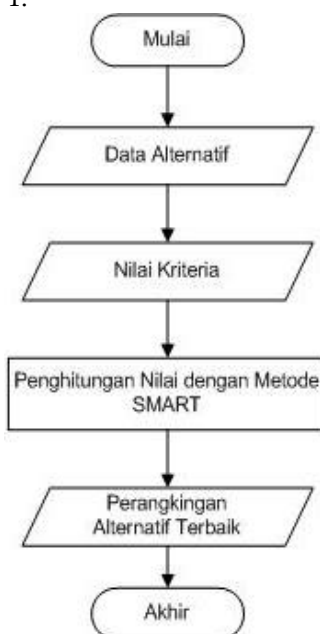 1.
Mulai
Data Alternatif
Nilai Kriteria
Penghitungan Nilai dengan Metode
SMART
Perangkingan
Alternatif Terbaik
Akhir